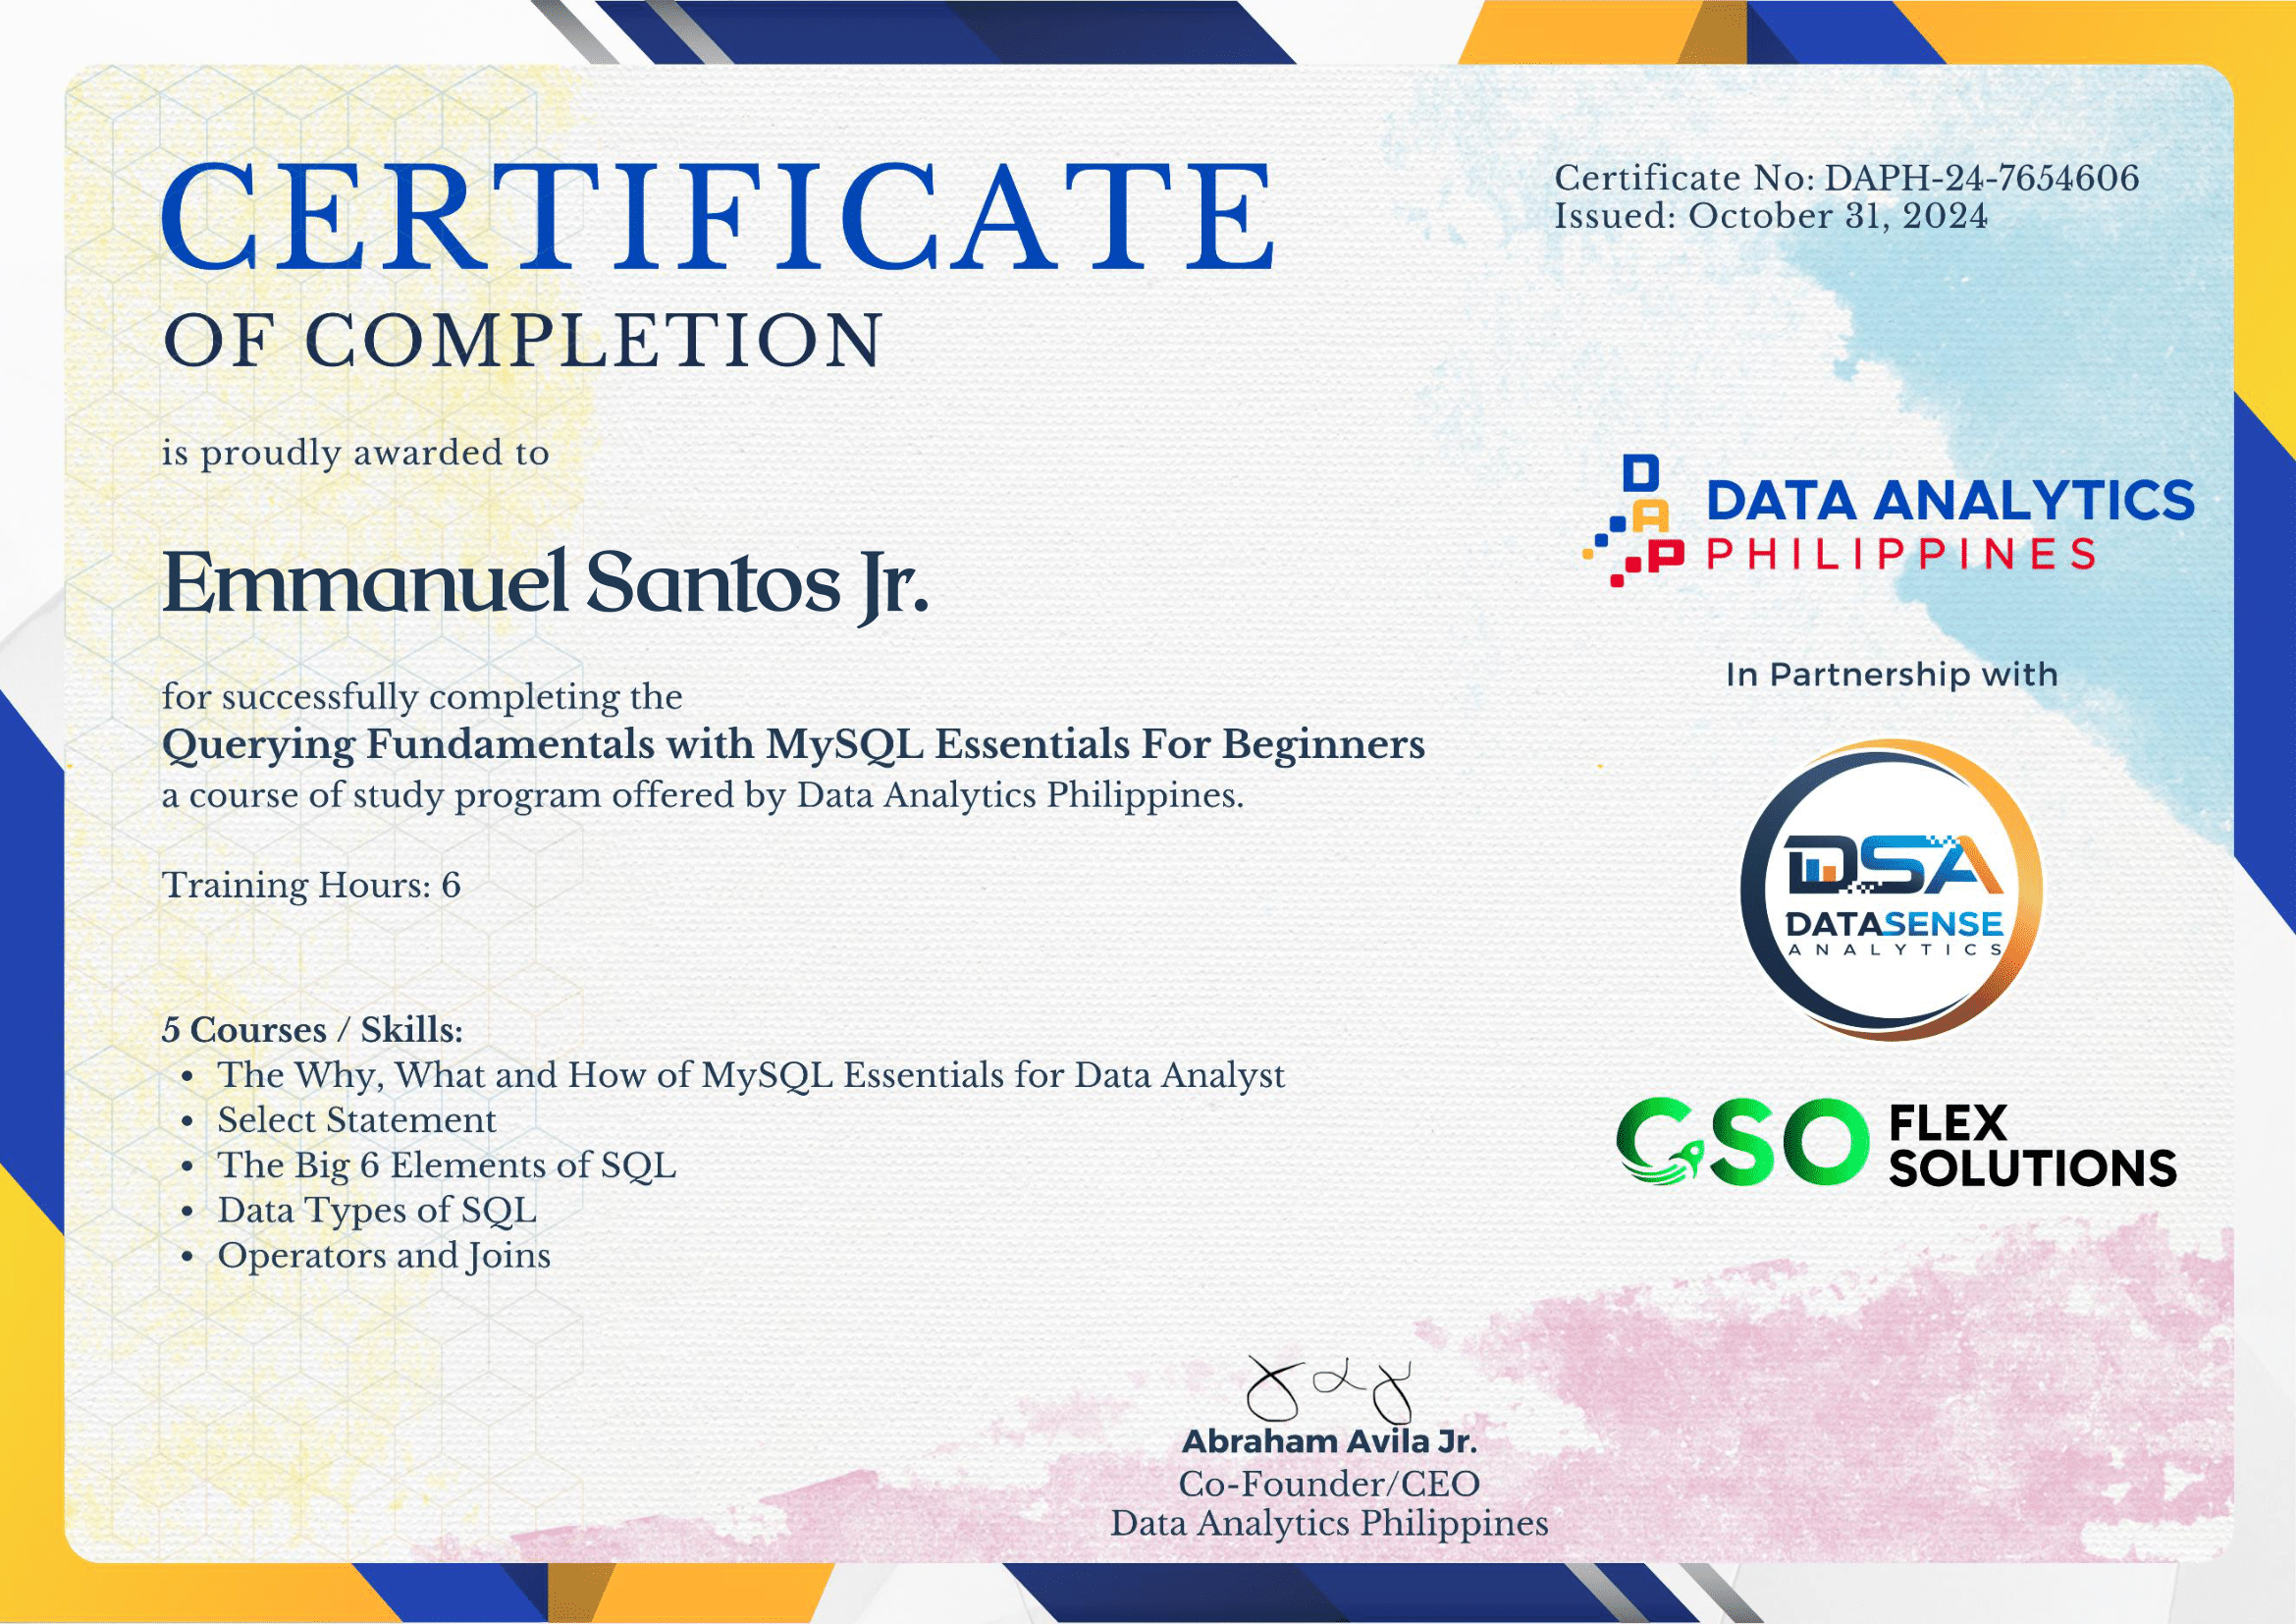 CERTIFICATE
OF COMPLETION
Certificate No: DAPH-24-7654606
Issued: October 31, 2024
is proudly awarded to
Emmanuel Santos Jr.
for successfully completing the
Querying Fundamentals with MySQL Essentials For Beginners
a course of study program offered by Data Analytics Philippines.
Training Hours: 6
5 Courses / Skills:
• The Why, What and How of MySQL Essentials for Data Analyst
• Select Statement
• The Big 6 Elements of SQL
• Data Types of SQL
• Operators and Joins
DAP
DATA ANALYTICS
PHILIPPINES
In Partnership with
DSA
DATASENSE
ANALYTICS
CSO
FLEX
SOLUTIONS
Abraham Avila Jr.
Co-Founder/CEO
Data Analytics Philippines